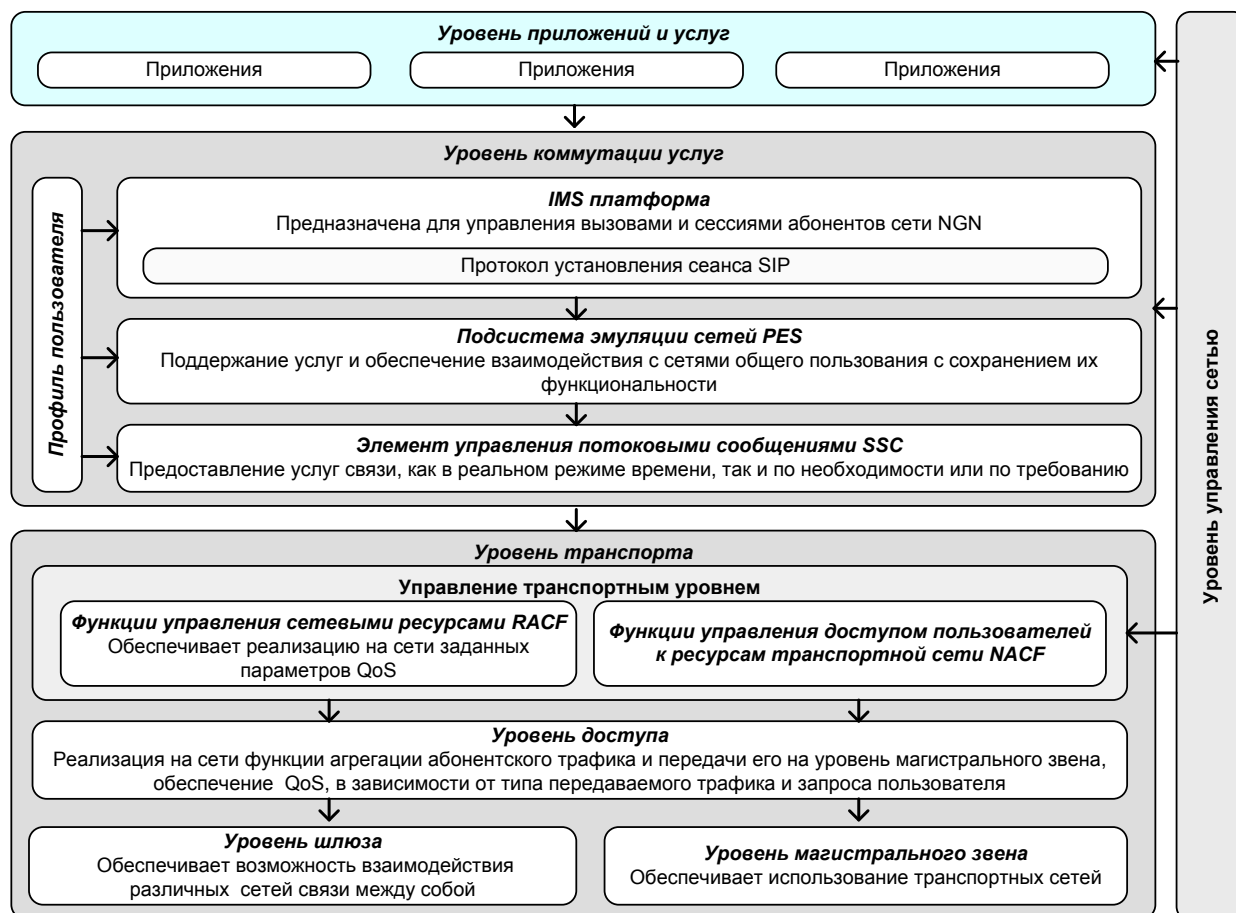 Уровень приложений и услуг
Приложения
Приложения
Приложения
Уровень коммутации услуг
Профиль пользователя
IMS платформа
Предназначена для управления вызовами и сессиями абонентов сети NGN
Протокол установления сеанса SIP
Подсистема эмуляции сетей PES
Поддержание услуг и обеспечение взаимодействия с сетями общего пользования с сохранением их
функциональности
Элемент управления потоковыми сообщениями SSC
Предоставление услуг связи, как в реальном режиме времени, так и по необходимости или по требованию
Уровень транспорта
Управление транспортным уровнем
Функции управления сетевыми ресурсами RACF
Обеспечивает реализацию на сети заданных
параметров QoS
Функции управления доступом пользователей
к ресурсам транспортной сети NACF
Уровень доступа
Реализация на сети функции агрегации абонентского трафика и передачи его на уровень магистрального звена,
обеспечение QoS, в зависимости от типа передаваемого трафика и запроса пользователя
Уровень шлюза
Обеспечивает возможность взаимодействия
различных сетей связи между собой
Уровень магистрального звена
Обеспечивает использование транспортных сетей
Уровень управления сетью